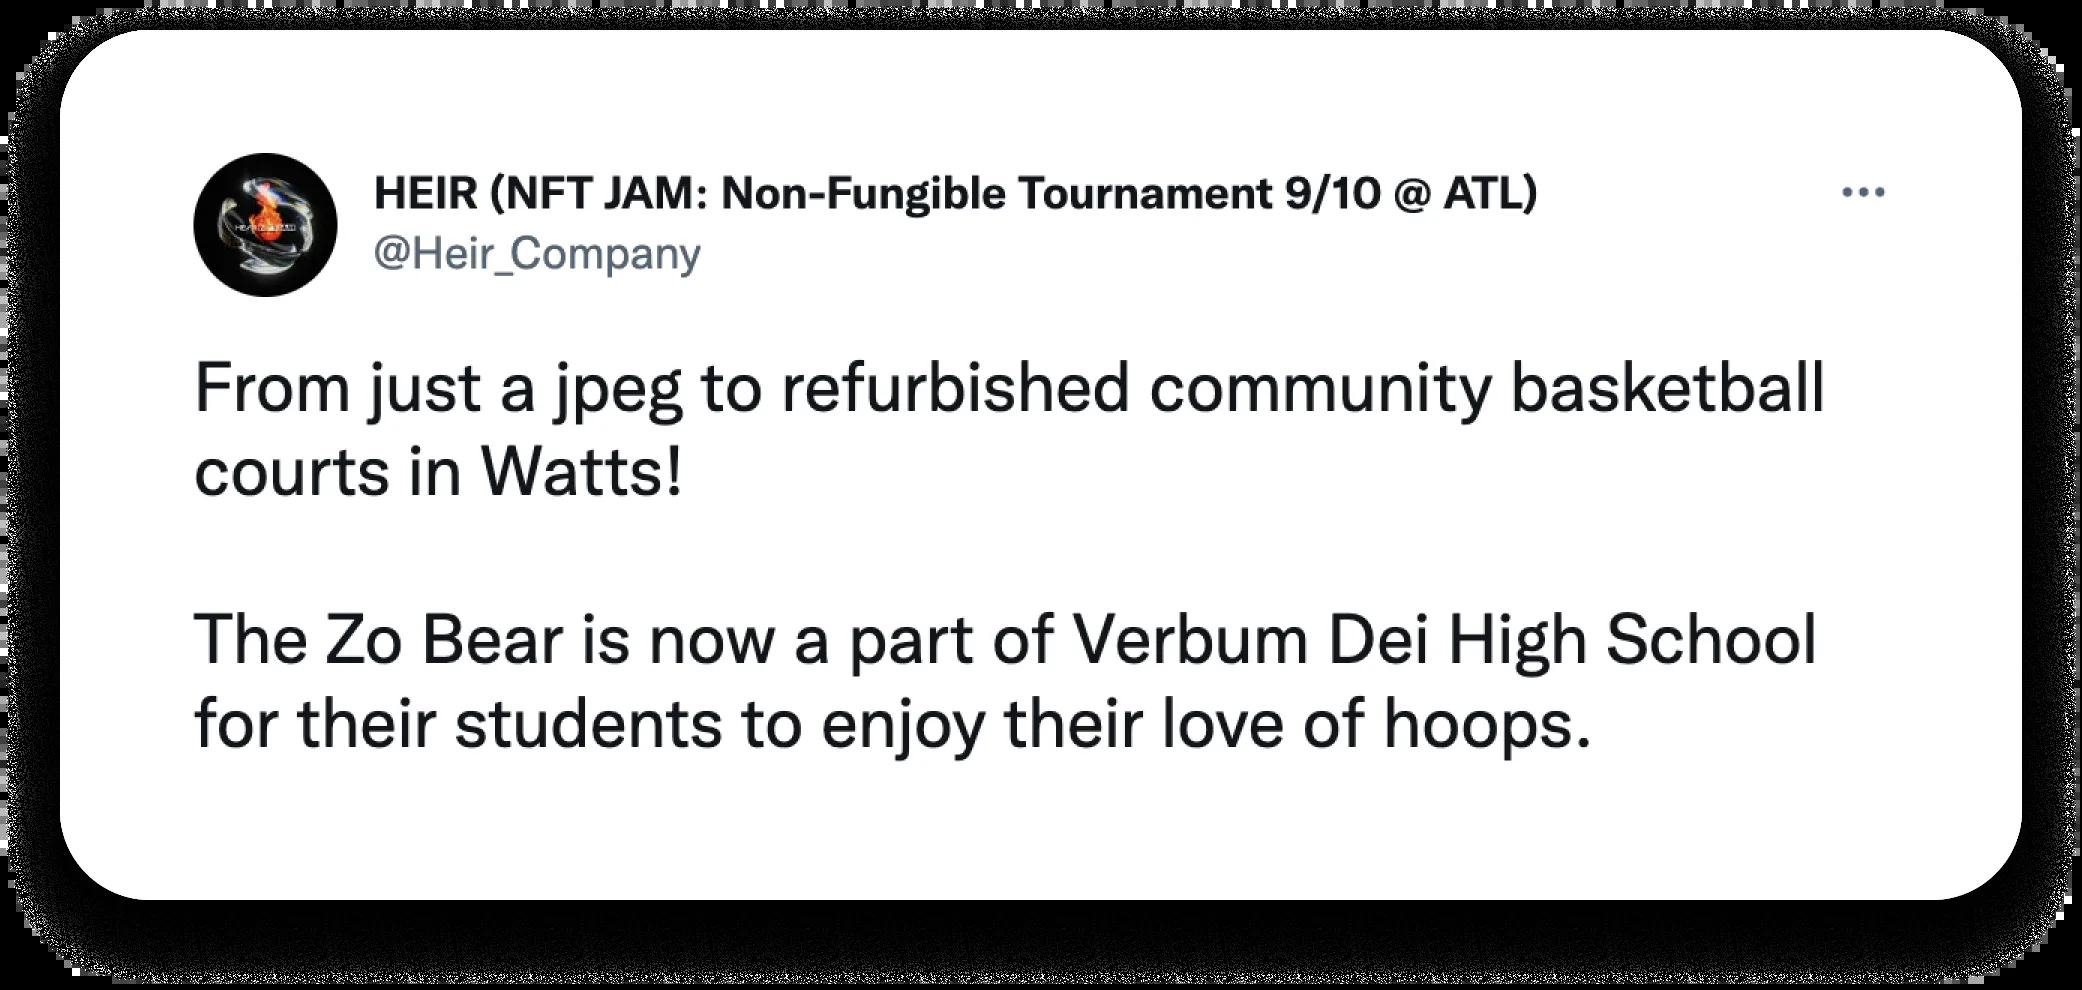 HEIR (NFT JAM: Non-Fungible Tournament 9/10 @ ATL)
@Heir_Company
From just a jpeg to refurbished community basketball
courts in Watts!
The Zo Bear is now a part of Verbum Dei High School
for their students to enjoy their love of hoops.